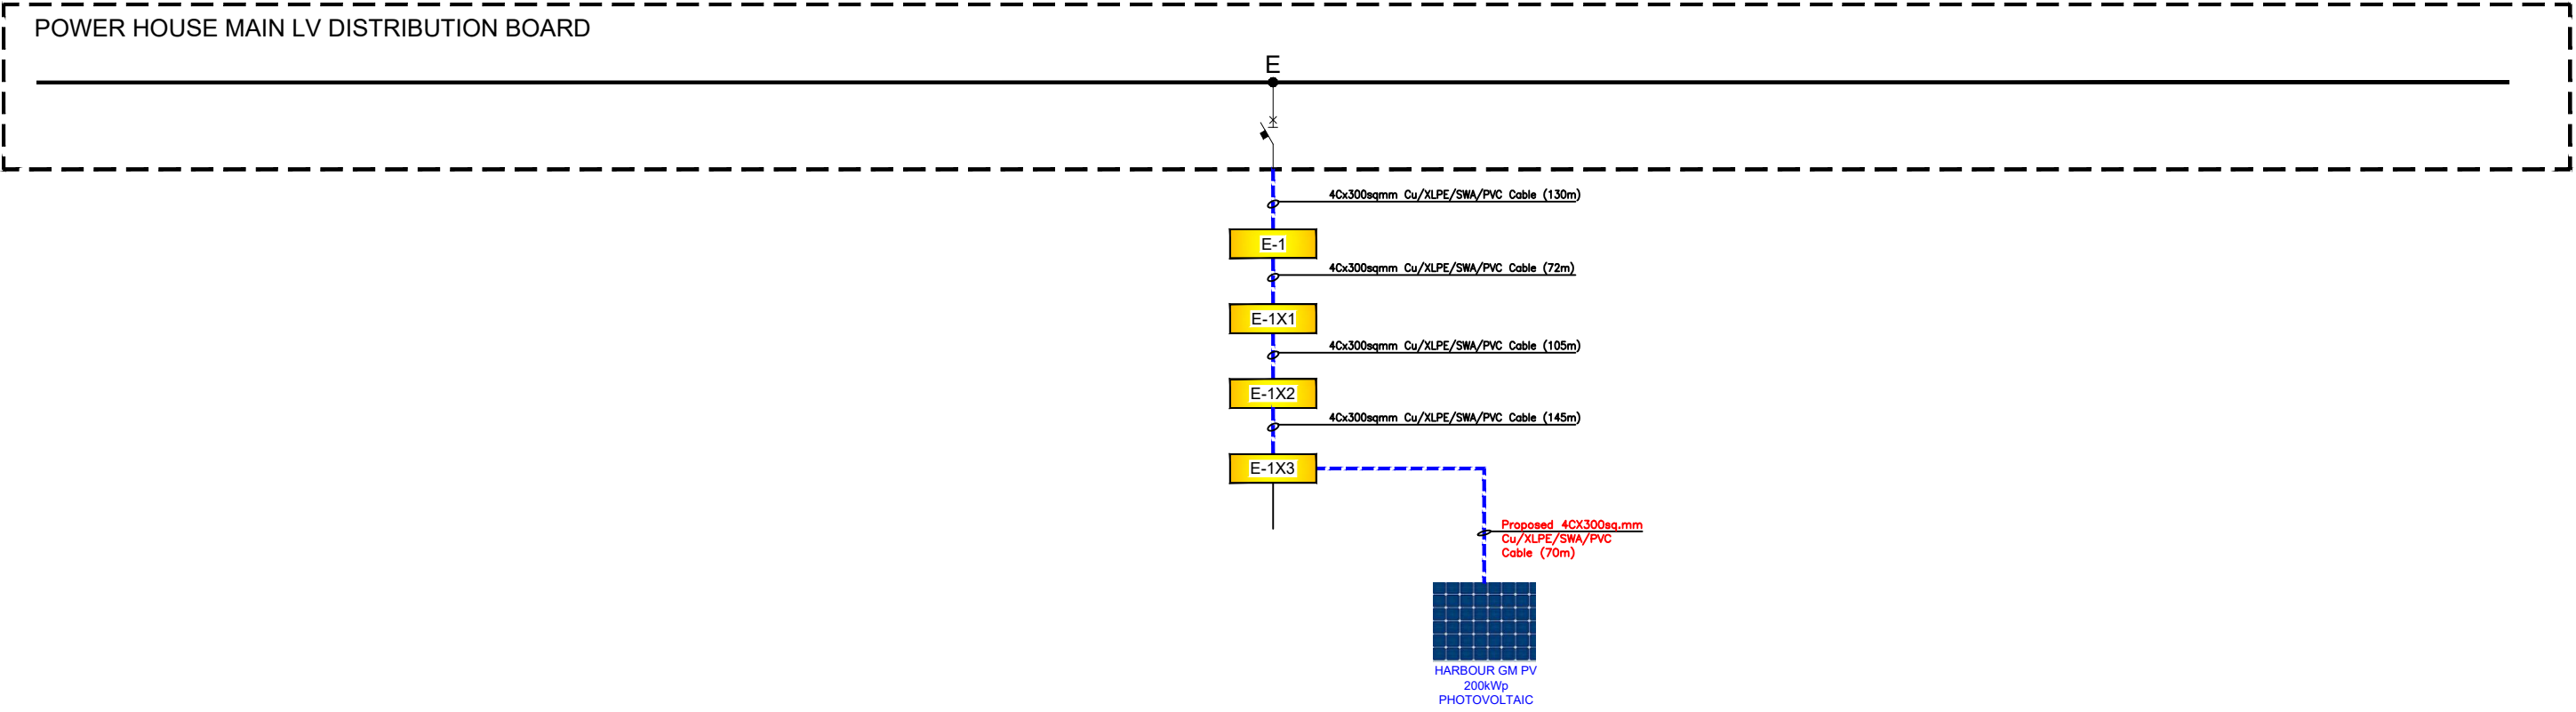 POWER HOUSE MAIN LV DISTRIBUTION BOARD
E
4Cx300sqmm Cu/XLPE/SWA/PVC Cable (130m)
E-1
4Cx300sqmm Cu/XLPE/SWA/PVC Cable (72m)
E-1X1
4Cx300sqmm Cu/XLPE/SWA/PVC Cable (105m)
E-1X2
4Cx300sqmm Cu/XLPE/SWA/PVC Cable (145m)
E-1X3
Proposed 4CX300sq.mm
Cu/XLPE/SWA/PVC
Cable (70m)
HARBOUR GM PV
200kWp
PHOTOVOLTAIC